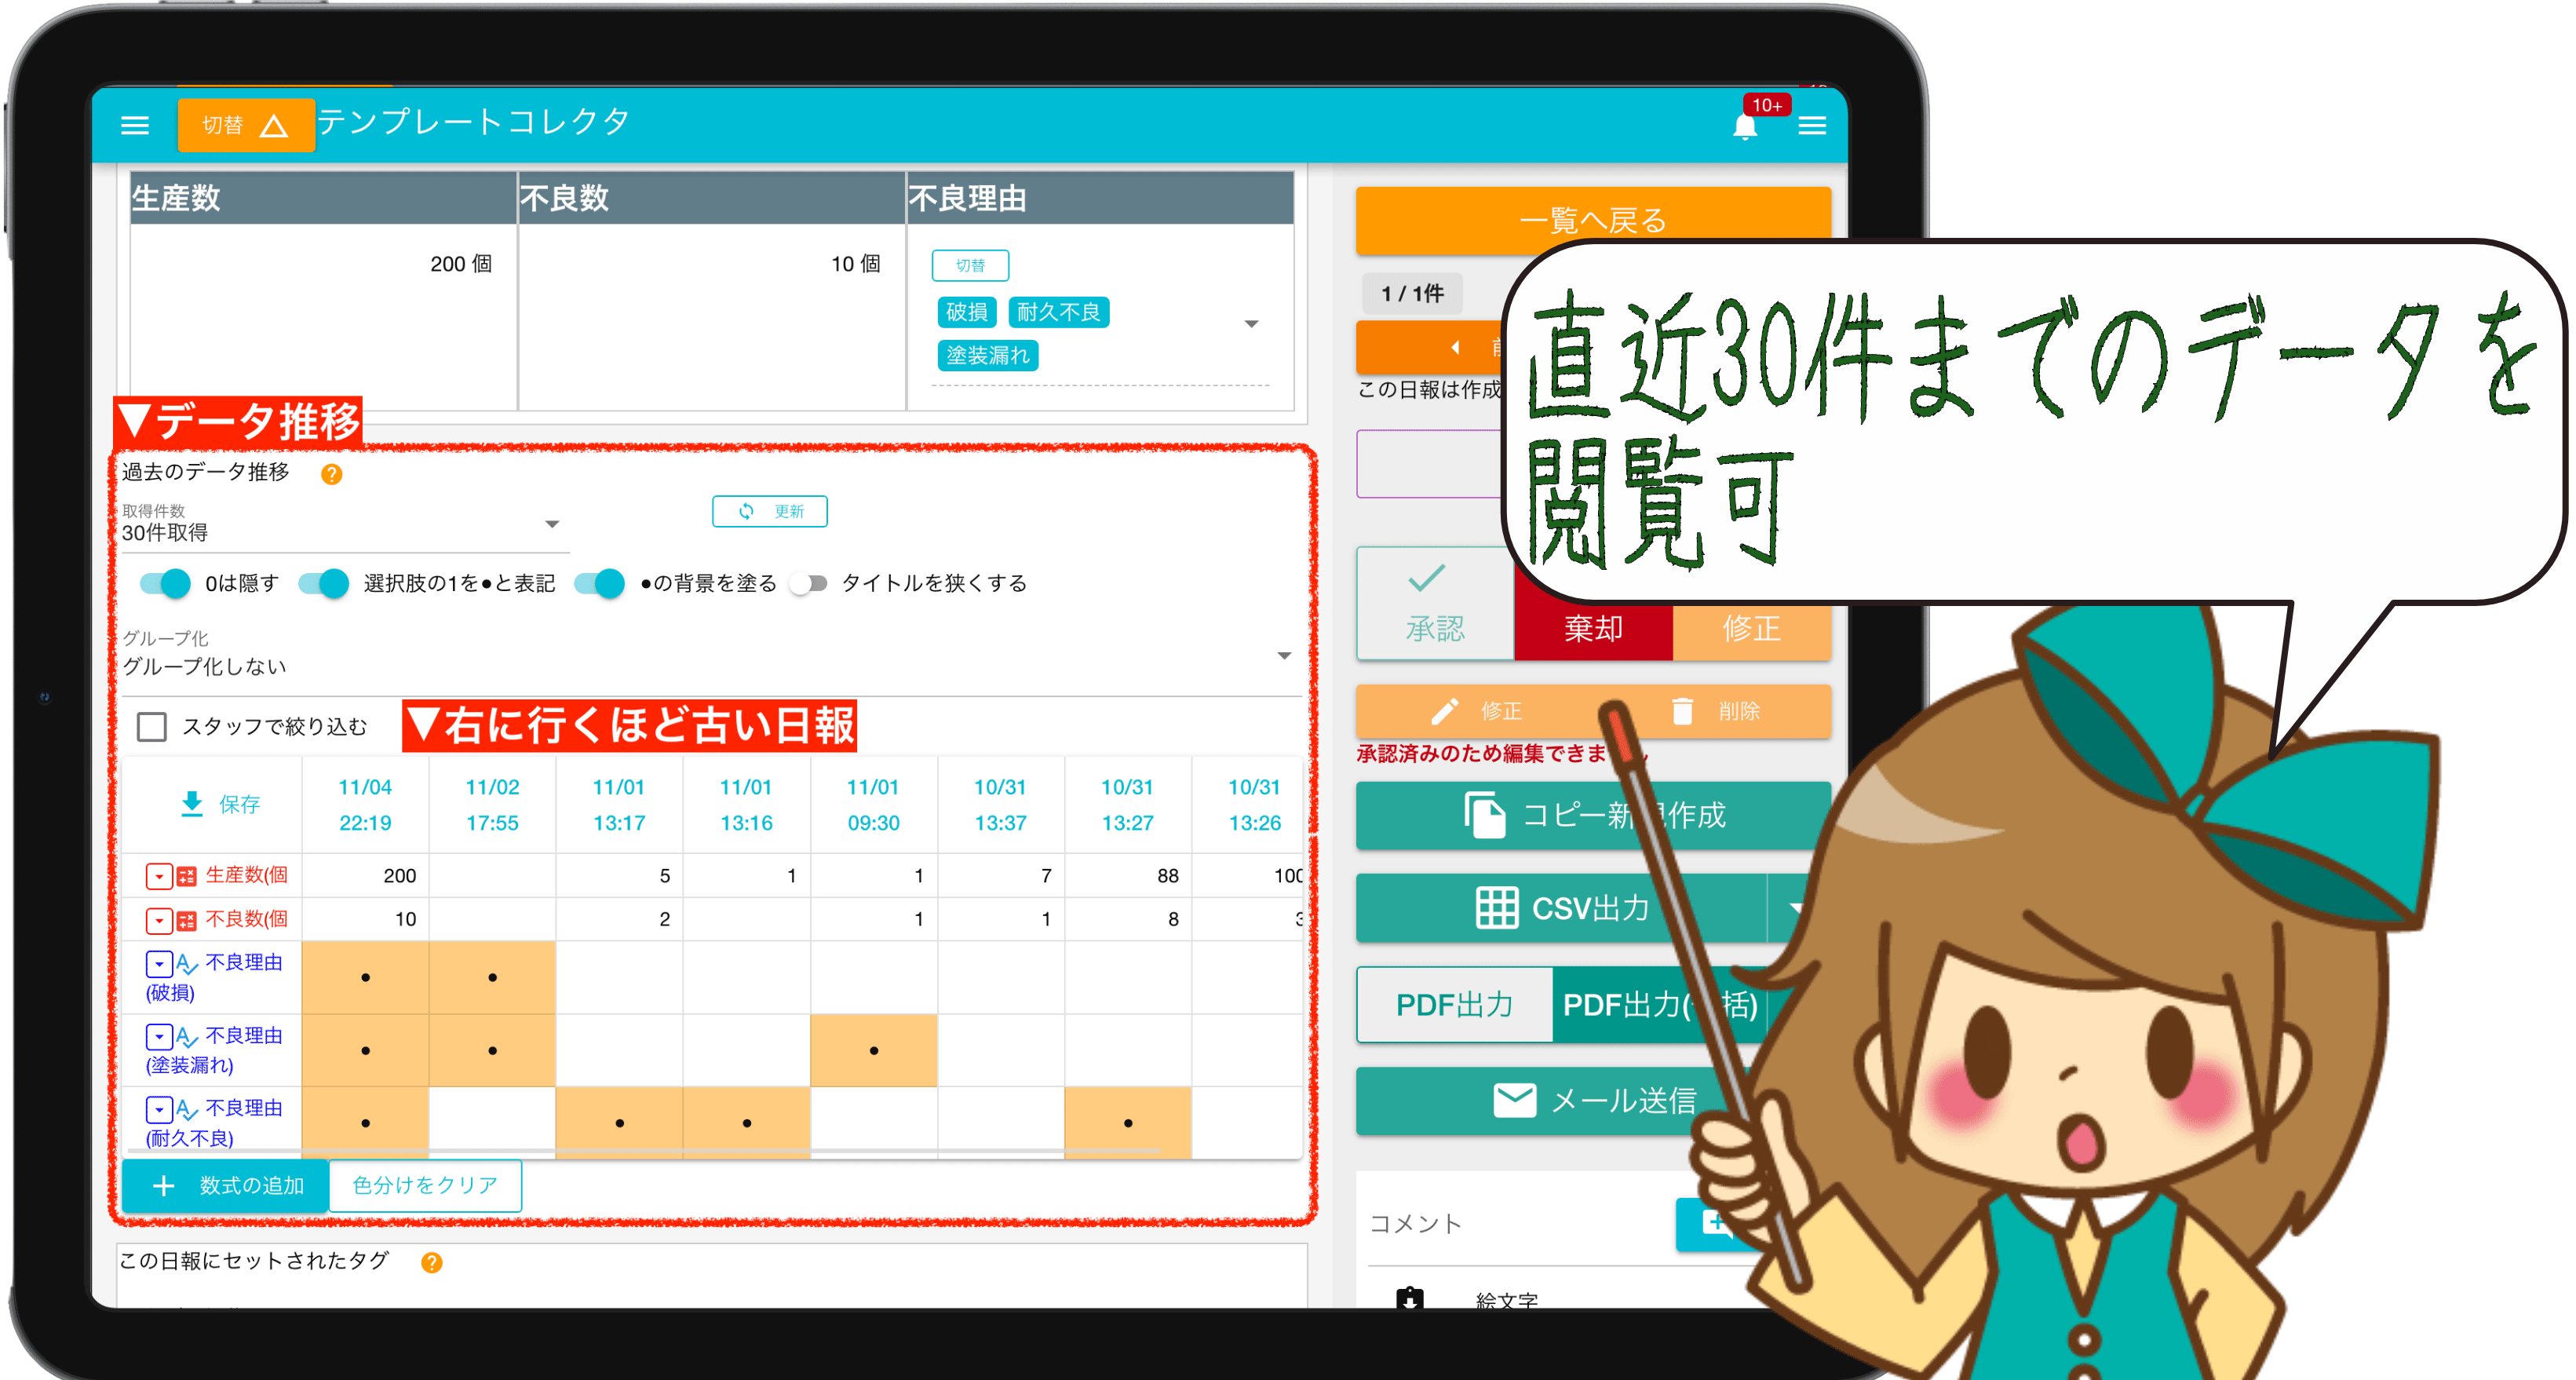 切替 テンプレートコレクタ
10+
生産数 不良数 不良理由
200 個 10 個 切替
破損 耐久不良
塗装漏れ
▼データ推移
過去のデータ推移 ?
取得件数
30件取得
更新
0は隠す 選択肢の1を●と表記 ●の背景を塗る タイトルを狭くする
グループ化
グループ化しない
スタッフで絞り込む
▼右に行くほど古い日報
保存 11/04 11/02 11/01 11/01 11/01 10/31 10/31 10/31
22:19 17:55 13:17 13:16 09:30 13:37 13:27 13:26
生産数(個 200 5 1 1 7 88 100
不良数(個 10 2 1 1 8 3
不良理由
(破損) ● ●
不良理由
(塗装漏れ) ● ● ●
不良理由
(耐久不良) ● ● ● ●
+ 数式の追加 色分けをクリア
この日報にセットされたタグ ?
一覧へ戻る
1 / 1件
この日報は作成
承認 棄却 修正
修正 削除
承認済みのため編集できま
コピー新規作成
CSV出力
PDF出力 PDF出力(一括)
メール送信
コメント
絵文字
直近30件までのデータを
閲覧可